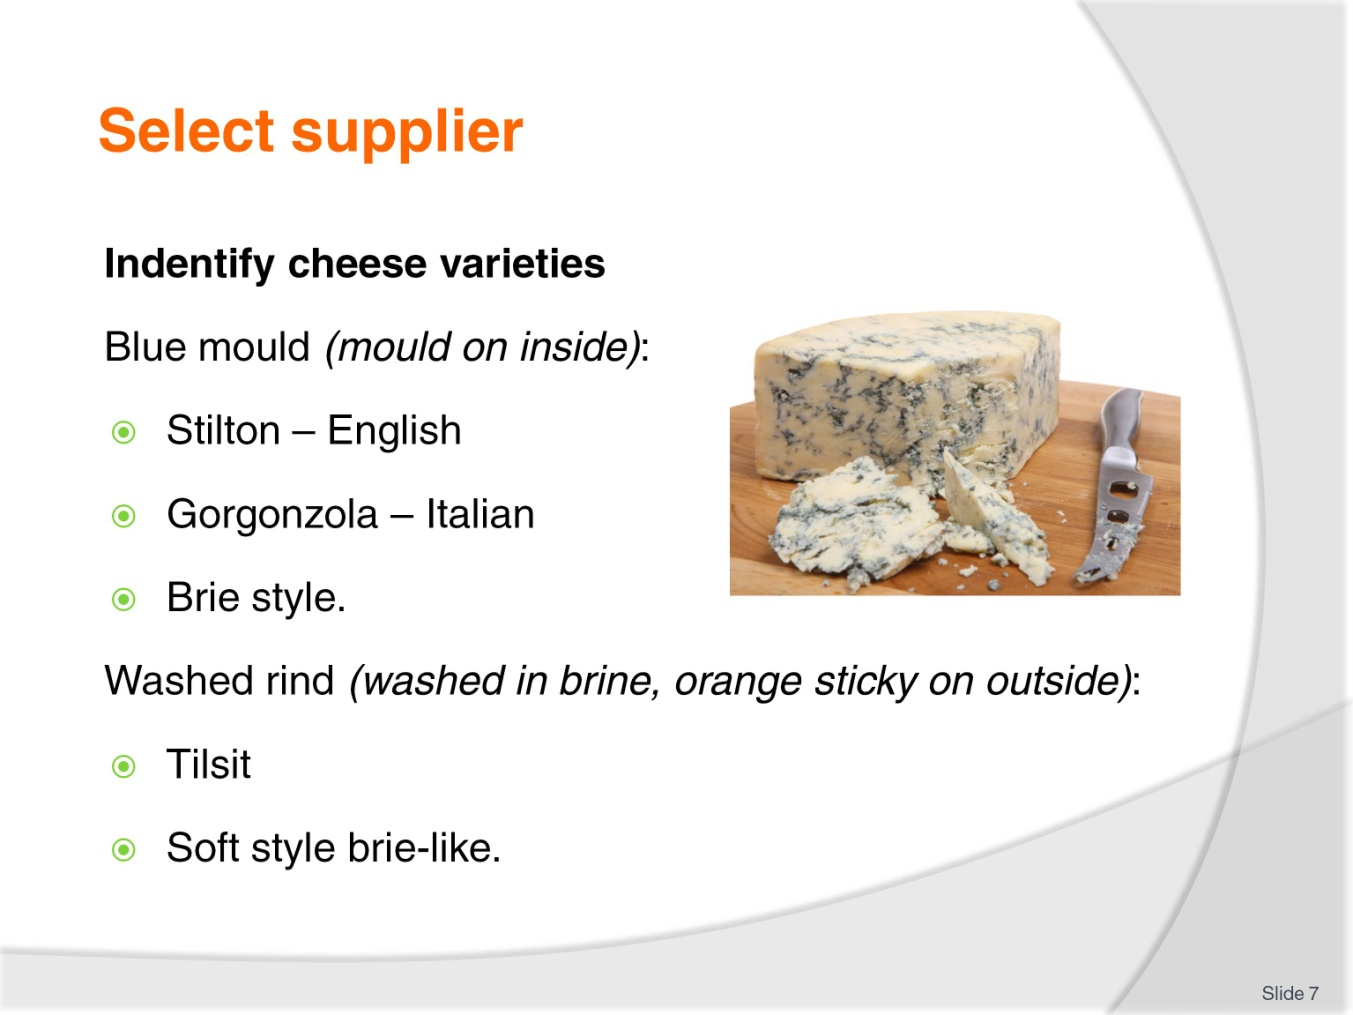 Select supplier
Indentify cheese varieties
Blue mould (mould on inside):
Stilton – English
Gorgonzola – Italian
Brie style.
Washed rind (washed in brine, orange sticky on outside):
Tilsit
Soft style brie-like.
Slide 7